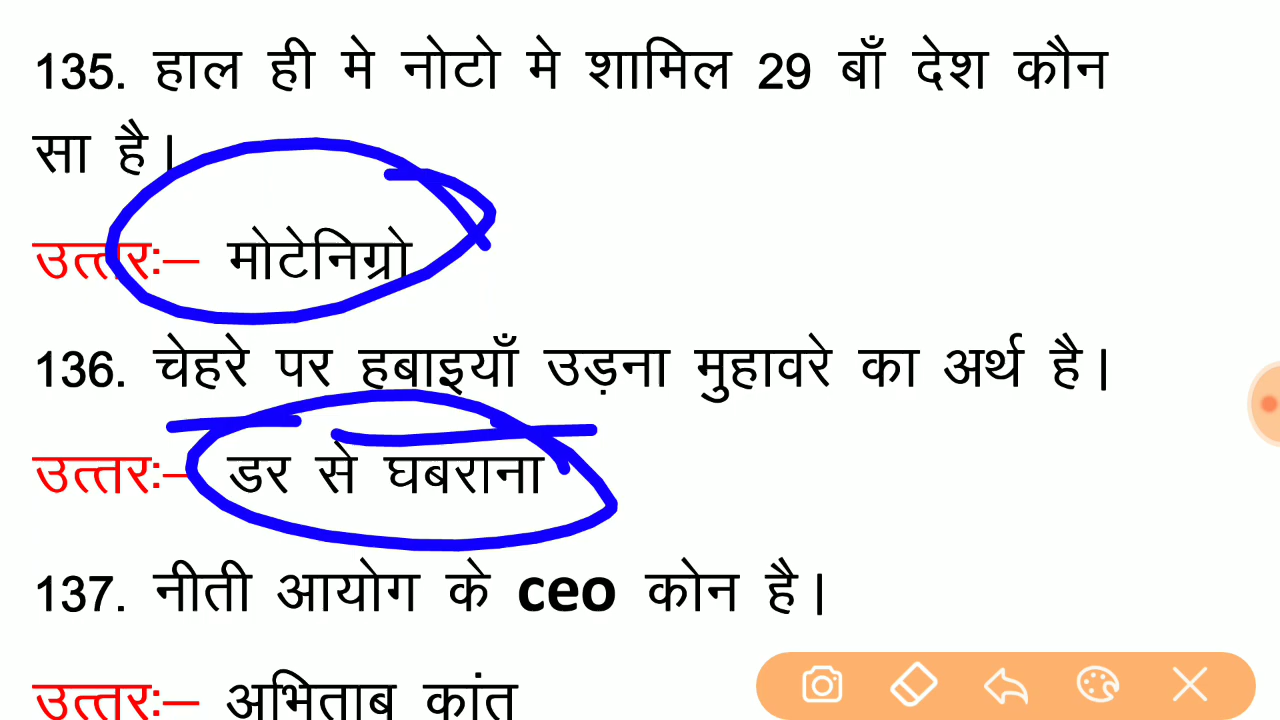 135. हाल ही मे नोटो मे शामिल 29 बाँ देश कौन
सा है।
उत्तरः– मोटेनिग्रो
136. चेहरे पर हबाइयाँ उड़ना मुहावरे का अर्थ है।
उत्तरः– डर से घबराना
137. नीती आयोग के ceo कोन है।
उत्तरः– अभिताब कांत